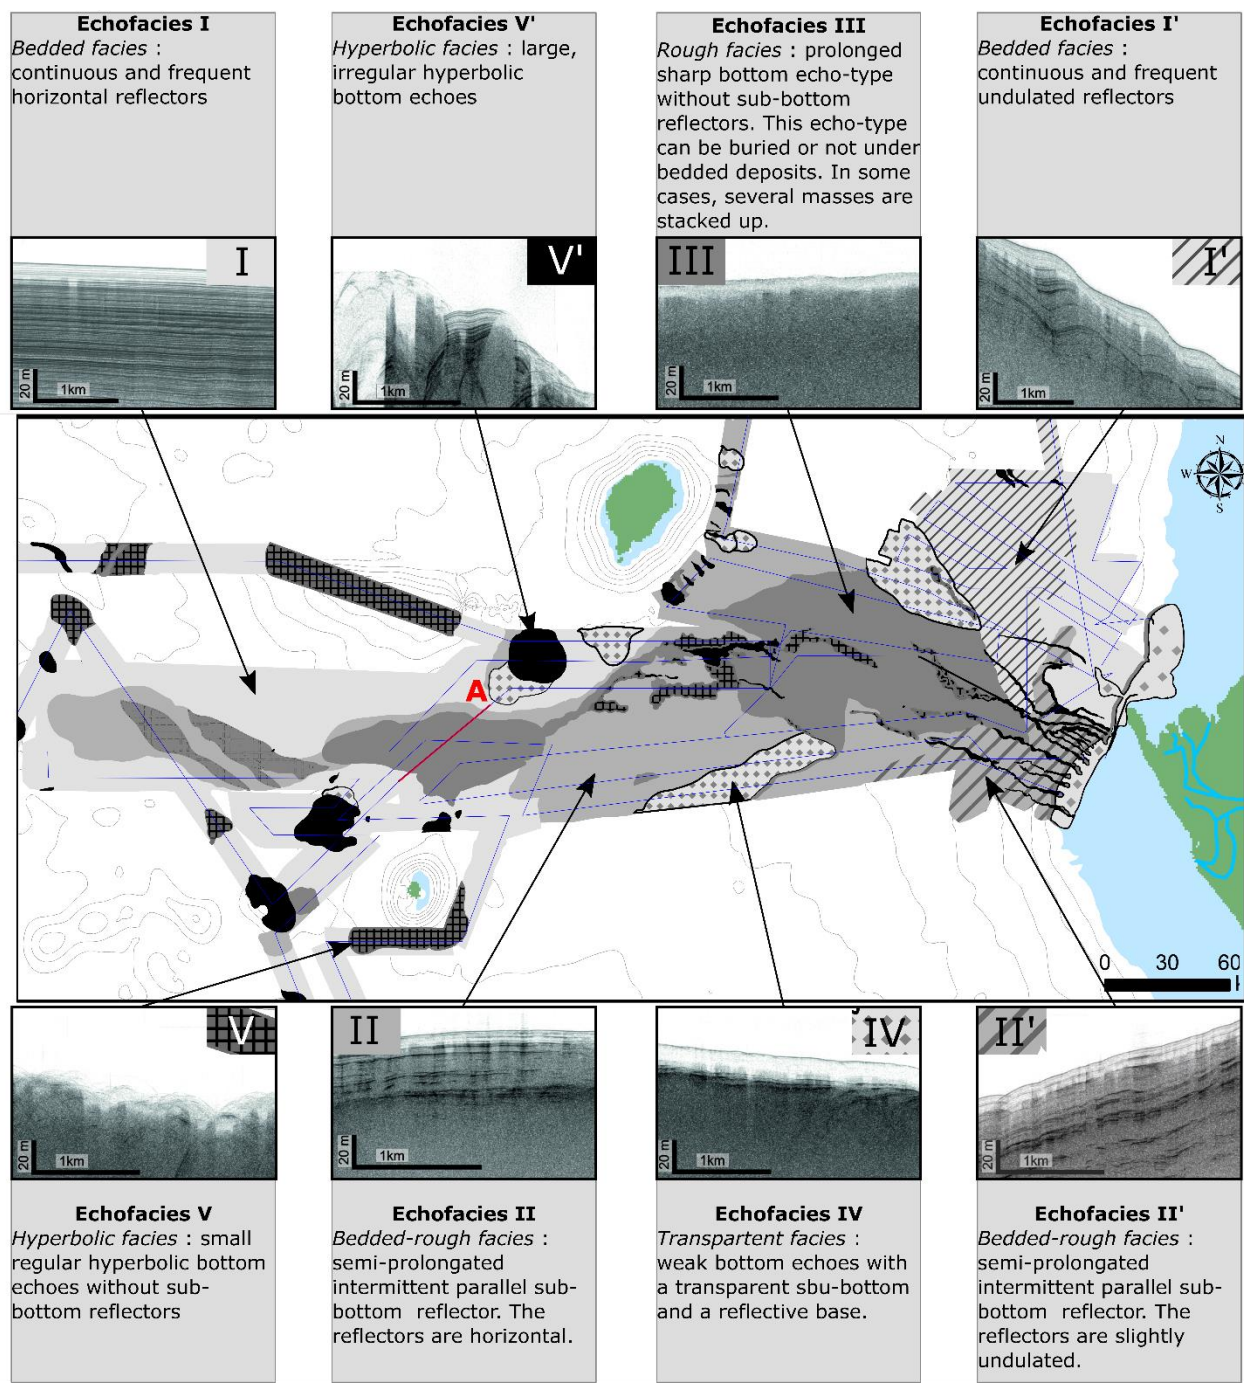 Echofacies I
Bedded facies :
continuous and frequent
horizontal reflectors
Echofacies V'
Hyperbolic facies : large,
irregular hyperbolic
bottom echoes
Echofacies III
Rough facies : prolonged
sharp bottom echo-type
without sub-bottom
reflectors. This echo-type
can be buried or not under
bedded deposits. In some
cases, several masses are
stacked up.
Echofacies I'
Bedded facies :
continuous and frequent
undulated reflectors
I
20 m
1km
V'
20 m
1km
III
20 m
1km
I'
20 m
1km
N
W
E
S
A
0 30 60
V
20 m
1km
II
20 m
1km
IV
20 m
1km
II'
20 m
1km
Echofacies V
Hyperbolic facies : small
regular hyperbolic bottom
echoes without sub-
bottom reflectors
Echofacies II
Bedded-rough facies :
semi-prolongated
intermittent parallel sub-
bottom reflector. The
reflectors are horizontal.
Echofacies IV
Transpartent facies :
weak bottom echoes with
a transparent sbu-bottom
and a reflective base.
Echofacies II'
Bedded-rough facies :
semi-prolongated
intermittent parallel sub-
bottom reflector. The
reflectors are slightly
undulated.